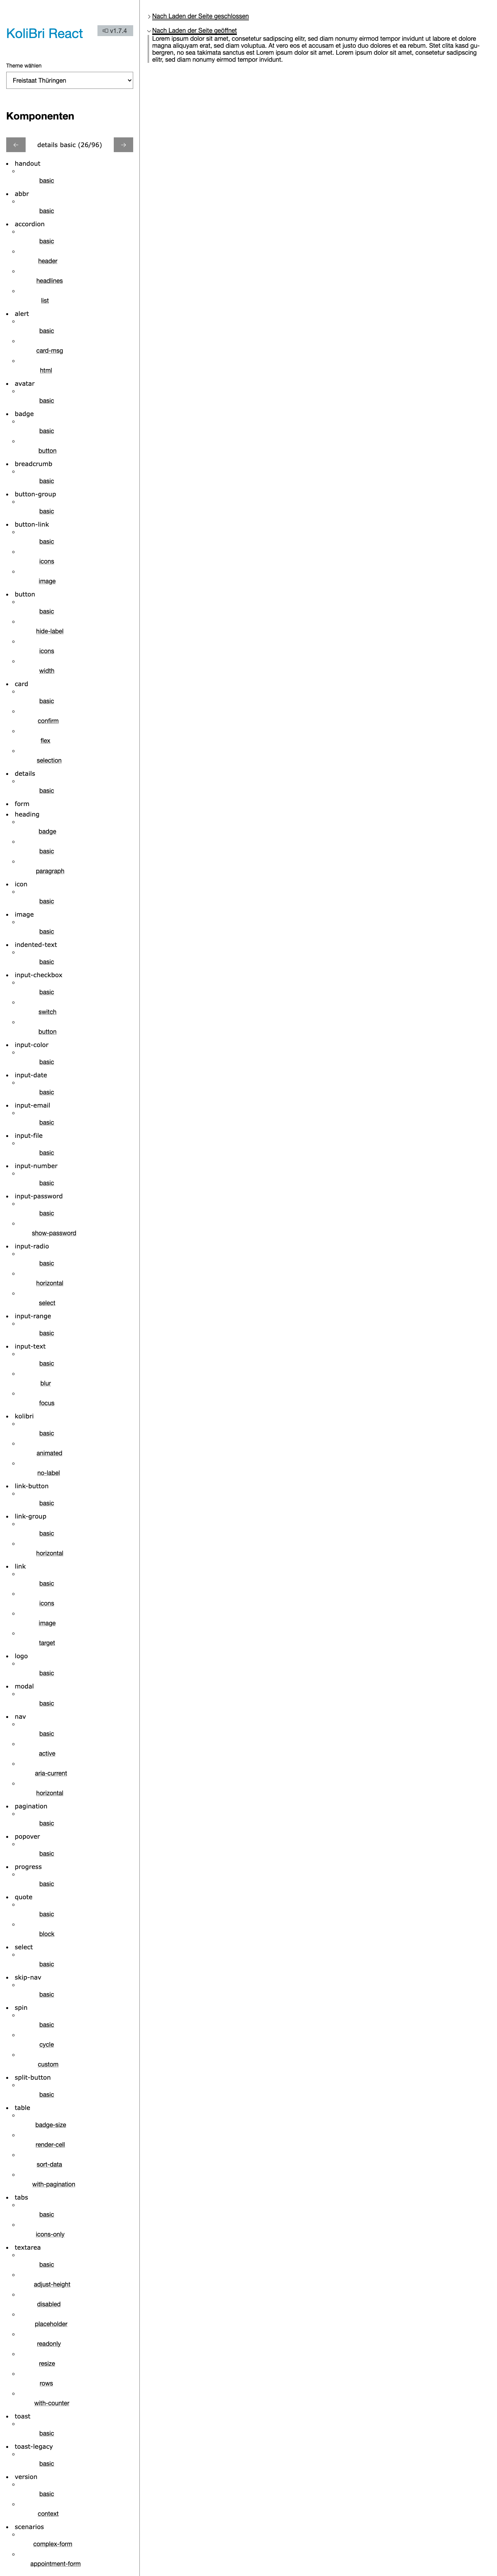 KoliBri React
v1.7.4
Theme wählen
Freistaat Thüringen
Komponenten
details basic (26/96)
handout
basic
abbr
basic
accordion
basic
header
headlines
list
alert
basic
card-msg
html
avatar
basic
badge
basic
button
breadcrumb
basic
button-group
basic
button-link
basic
icons
image
button
basic
hide-label
icons
width
card
basic
confirm
flex
selection
details
basic
form
heading
badge
basic
paragraph
icon
basic
image
basic
indented-text
basic
input-checkbox
basic
switch
button
input-color
basic
input-date
basic
input-email
basic
input-file
basic
input-number
basic
input-password
basic
show-password
input-radio
basic
horizontal
select
input-range
basic
input-text
basic
blur
focus
kolibri
basic
animated
no-label
link-button
basic
link-group
basic
horizontal
link
basic
icons
image
target
logo
basic
modal
basic
nav
basic
active
aria-current
horizontal
pagination
basic
popover
basic
progress
basic
quote
basic
block
select
basic
skip-nav
basic
spin
basic
cycle
custom
split-button
basic
table
badge-size
render-cell
sort-data
with-pagination
tabs
basic
icons-only
textarea
basic
adjust-height
disabled
placeholder
readonly
resize
rows
with-counter
toast
basic
toast-legacy
basic
version
basic
context
scenarios
complex-form
appointment-form
Nach Laden der Seite geschlossen
Nach Laden der Seite geöffnet
Lorem ipsum dolor sit amet, consetetur sadipscing elitr, sed diam nonumy eirmod tempor invidunt ut labore et dolore
magna aliquyam erat, sed diam voluptua. At vero eos et accusam et justo duo dolores et ea rebum. Stet clita kasd gu-
bergren, no sea takimata sanctus est Lorem ipsum dolor sit amet. Lorem ipsum dolor sit amet, consetetur sadipscing
elitr, sed diam nonumy eirmod tempor invidunt.